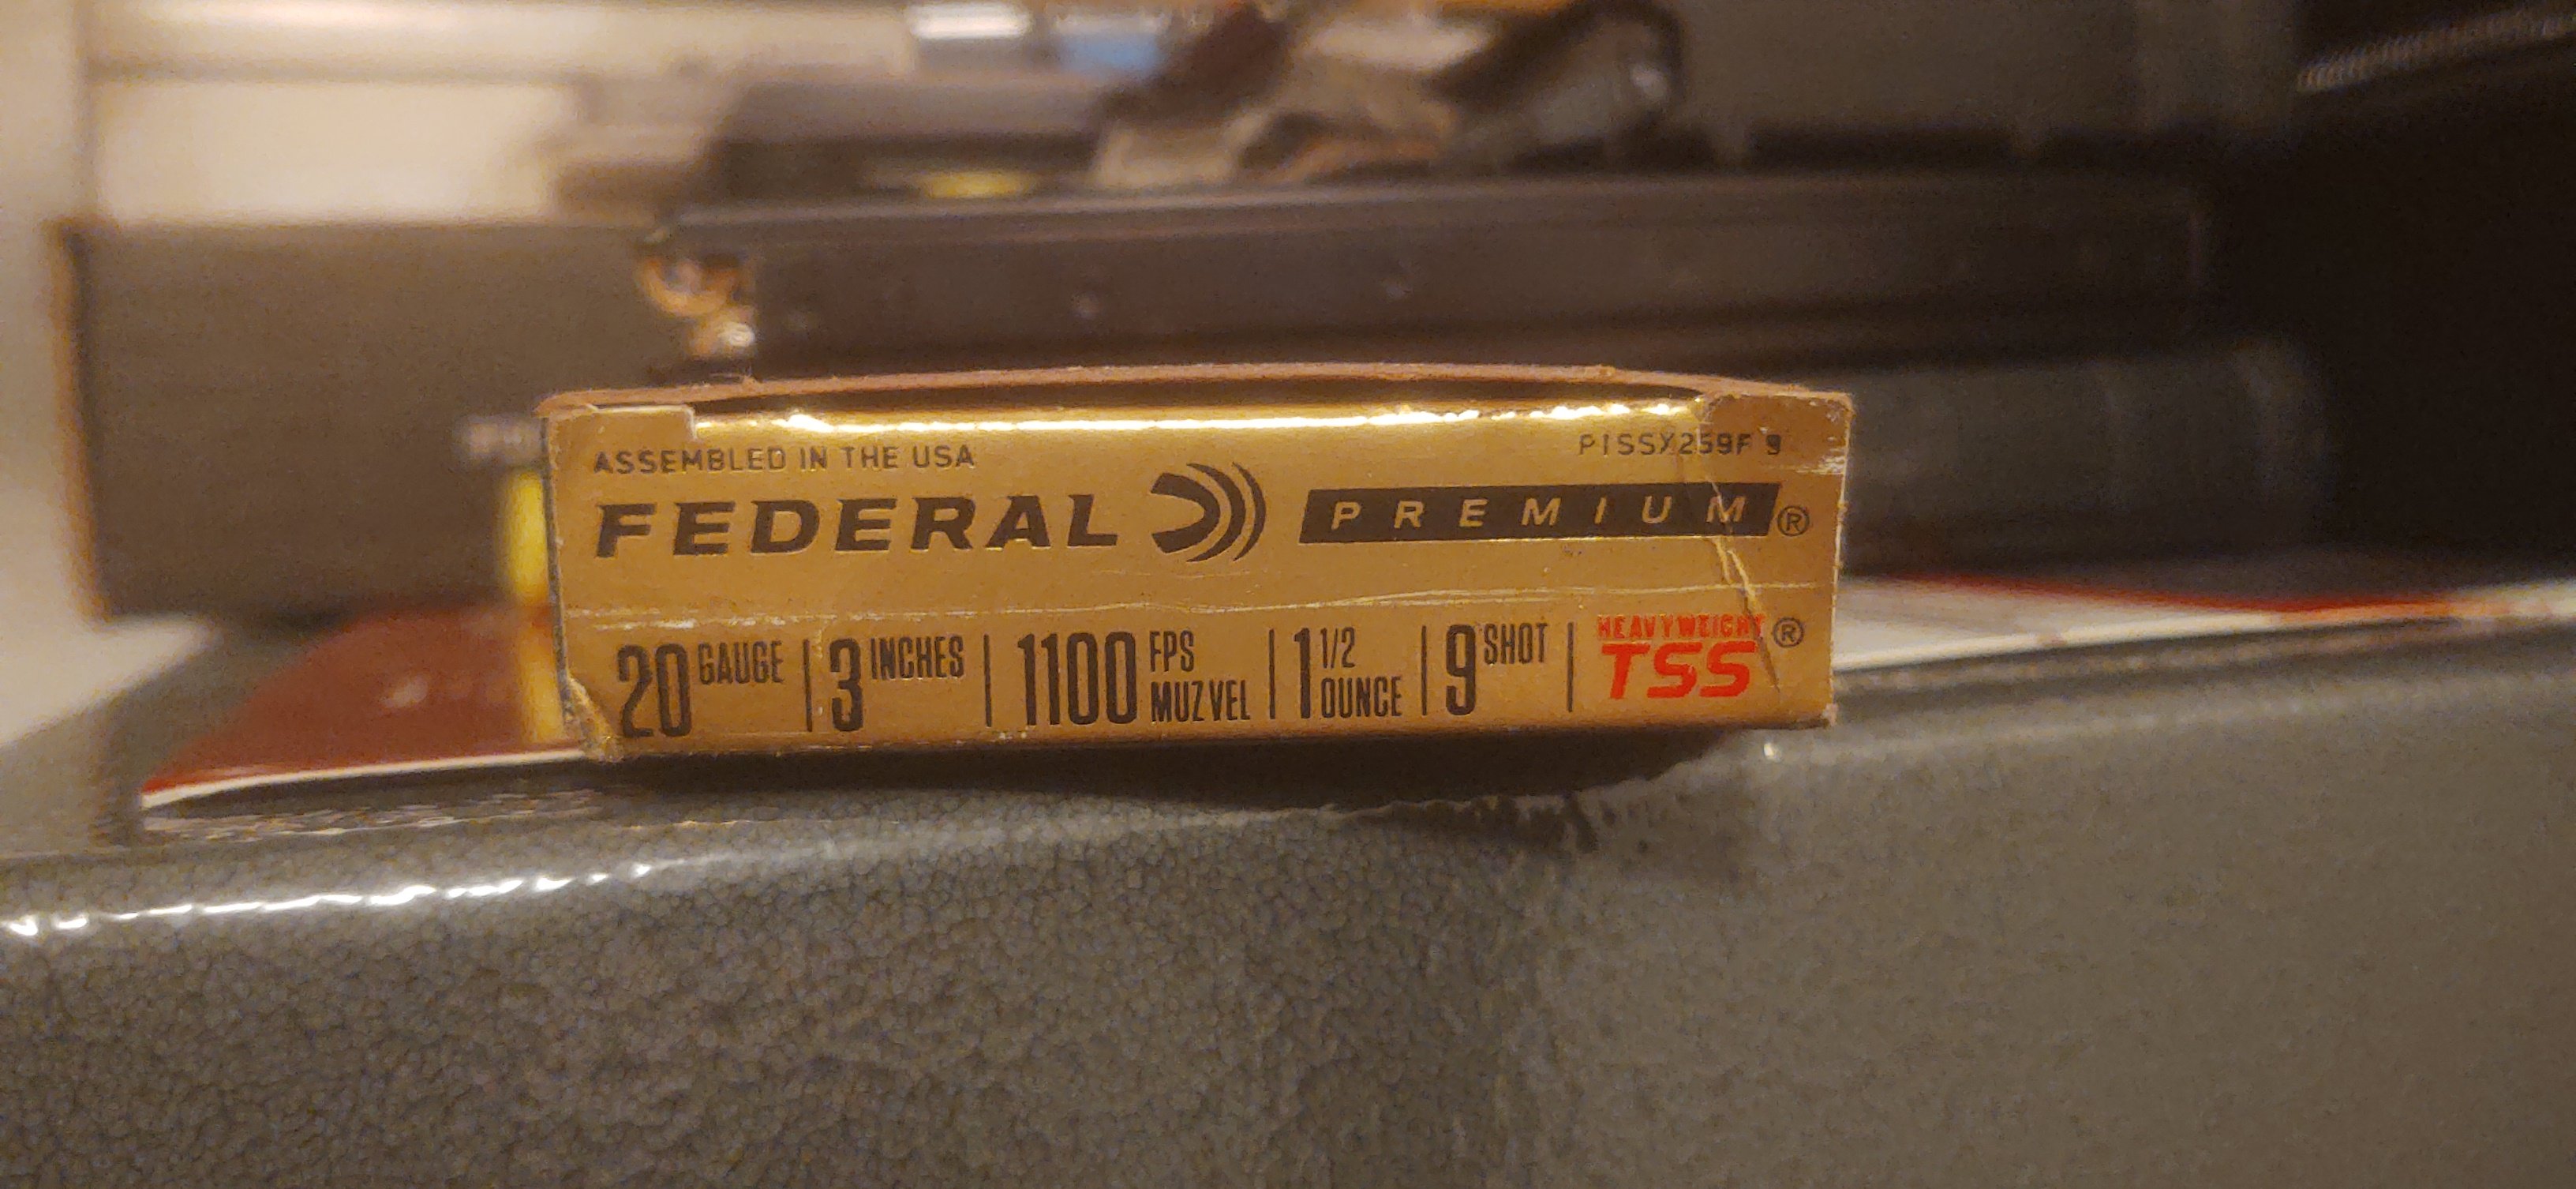 ASSEMBLED IN THE USA PTSSX259F 9
FEDERAL PREMIUM®
20 GAUGE | 3 INCHES | 1100 FPS MUZ VEL | 1 1/2 OUNCE | 9 SHOT | HEAVYWEIGHT® TSS